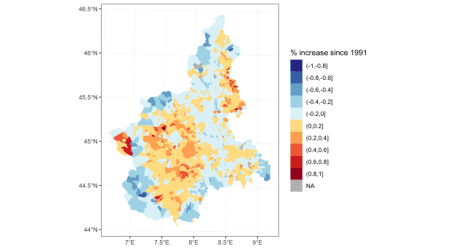 46.5°N
46°N
45.5°N
45°N
44.5°N
44°N
7°E 7.5°E 8°E 8.5°E 9°E
% increase since 1991
(-1,-0.8]
(-0.8,-0.6]
(-0.6,-0.4]
(-0.4,-0.2]
(-0.2,0]
(0,0.2]
(0.2,0.4]
(0.4,0.6]
(0.6,0.8]
(0.8,1]
NA